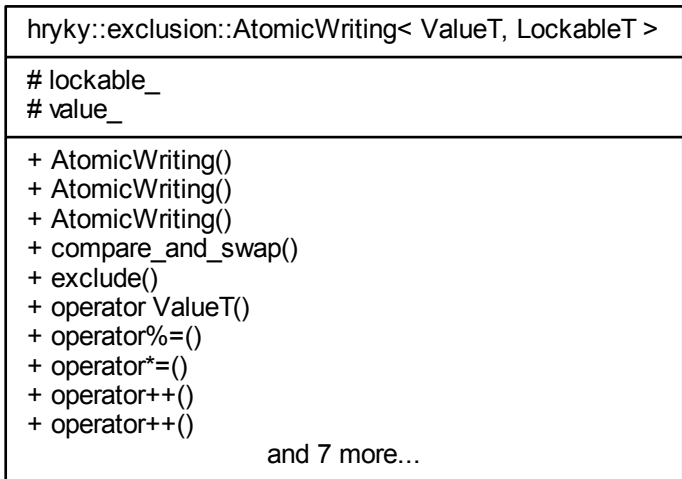 hryky::exclusion::AtomicWriting< ValueT, LockableT >
# lockable_
# value_
+ AtomicWriting()
+ AtomicWriting()
+ AtomicWriting()
+ compare_and_swap()
+ exclude()
+ operator ValueT()
+ operator%=()
+ operator*=()
+ operator++()
+ operator++()
and 7 more...